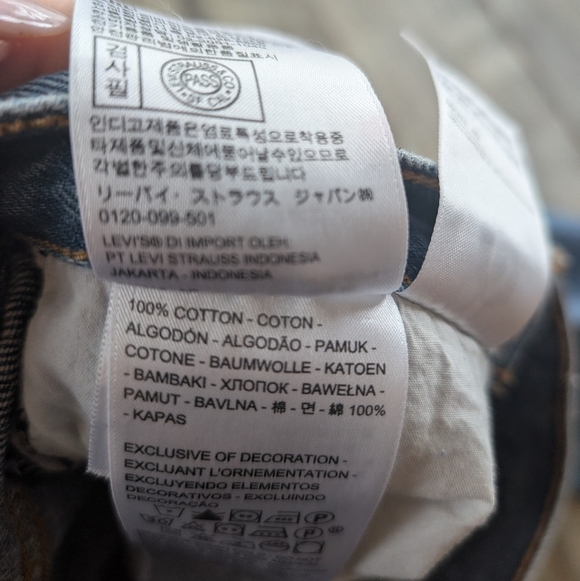 검사필
LEVI STRAUSS & CO
PASS
인디고제품은염료특성으로착용중
타제품및신체에물어날수있으므로
각별한주의를당부드립니다
リーバイ・ストラウス ジャパン㈱
0120-099-501
LEVI'S® DI IMPORT OLEH
PT LEVI STRAUSS INDONESIA
JAKARTA - INDONESIA
100% COTTON - COTON -
ALGODÓN - ALGODÃO - PAMUK -
COTONE - BAUMWOLLE - KATOEN
- BAMBAKI - ХЛОПОК - BAWEŁNA -
PAMUT - BAVLNA - 棉 - 면 - 綿 100%
- KAPAS
EXCLUSIVE OF DECORATION -
EXCLUANT L'ORNEMENTATION -
EXCLUYENDO ELEMENTOS
DECORATIVOS - EXCLUINDO
DECORAÇÃO